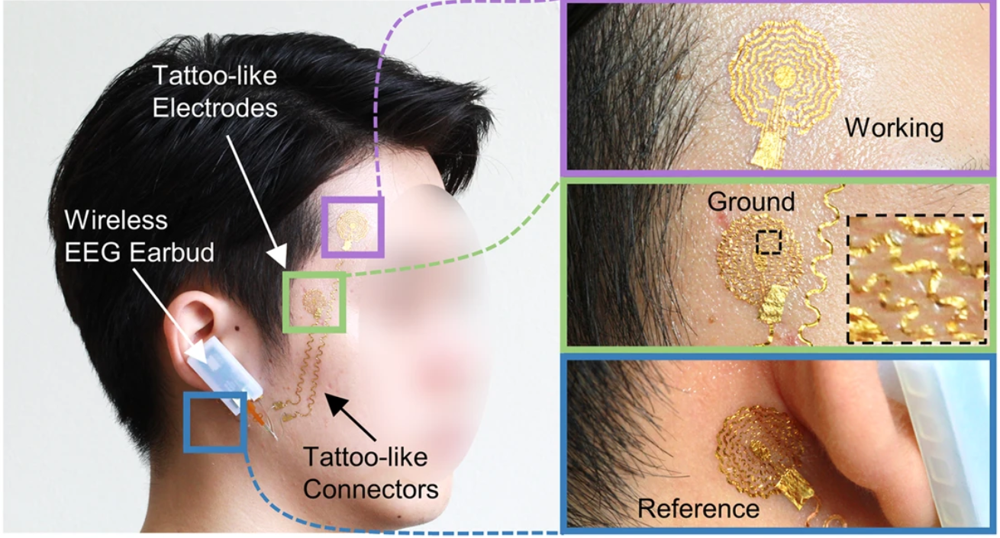 Tattoo-like
Electrodes
Wireless
EEG Earbud
Tattoo-like
Connectors
Working
Ground
Reference